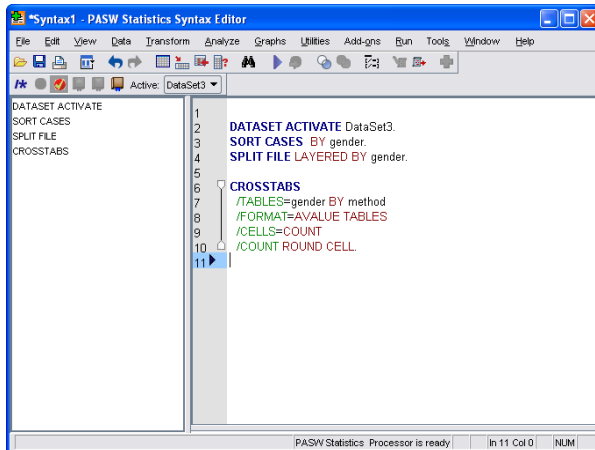 *Syntax1 - PASW Statistics Syntax Editor
File Edit View Data Transform Analyze Graphs Utilities Add-ons Run Tools Window Help
Active: DataSet3
DATASET ACTIVATE
SORT CASES
SPLIT FILE
CROSSTABS
1
2 DATASET ACTIVATE DataSet3.
3 SORT CASES BY gender.
4 SPLIT FILE LAYERED BY gender.
5
6 CROSSTABS
7 /TABLES=gender BY method
8 /FORMAT=AVALUE TABLES
9 /CELLS=COUNT
10 /COUNT ROUND CELL.
11
PASW Statistics Processor is ready In 11 Col 0 NUM